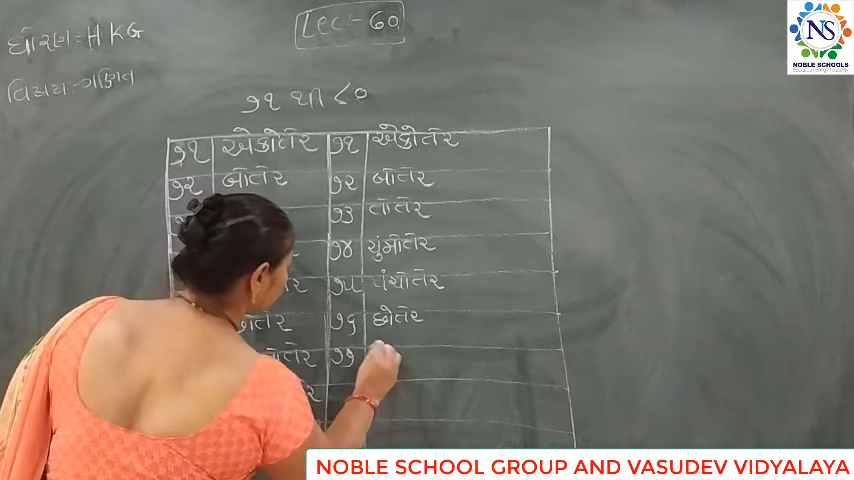 Lec :- 60
ધોરણ = H KG
વિષય :- ગણિત
૭૧ થી ૮૦
૭૧ એકોતેર ૭૧ એકોતેર
૭૨ બોતેર ૭૨ બોતેર
૭૩ તોતેર
૭૪ ચુંમોતેર
૭૫ પંચોતેર
૭૬ છોતેર
૭૭
NS
NOBLE SCHOOLS
NOBLE SCHOOL GROUP AND VASUDEV VIDYALAYA